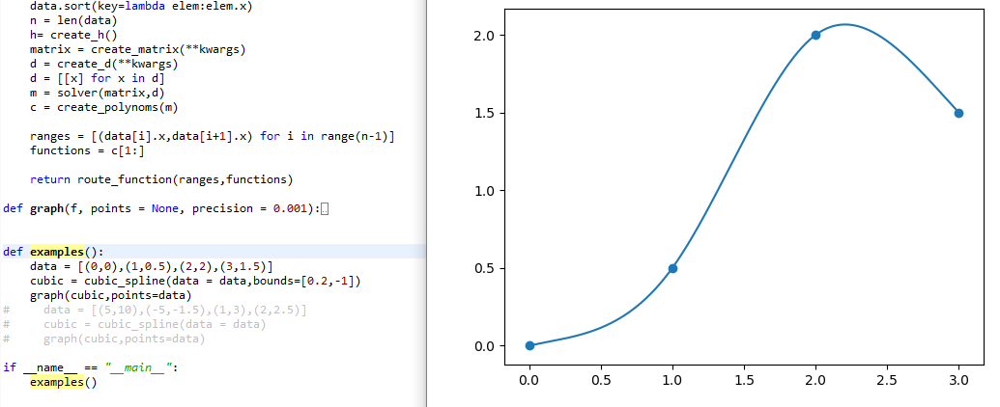 data.sort(key=lambda elem:elem.x)
n = len(data)
h= create_h()
matrix = create_matrix(**kwargs)
d = create_d(**kwargs)
d = [[x] for x in d]
m = solver(matrix,d)
c = create_polynoms(m)
ranges = [(data[i].x,data[i+1].x) for i in range(n-1)]
functions = c[1:]
return route_function(ranges,functions)
def graph(f, points = None, precision = 0.001):
def examples():
data = [(0,0),(1,0.5),(2,2),(3,1.5)]
cubic = cubic_spline(data = data,bounds=[0.2,-1])
graph(cubic,points=data)
# data = [(5,10),(-5,-1.5),(1,3),(2,2.5)]
# cubic = cubic_spline(data = data)
# graph(cubic,points=data)
if __name__ == "__main__":
examples()
2.0
1.5
1.0
0.5
0.0
0.0 0.5 1.0 1.5 2.0 2.5 3.0